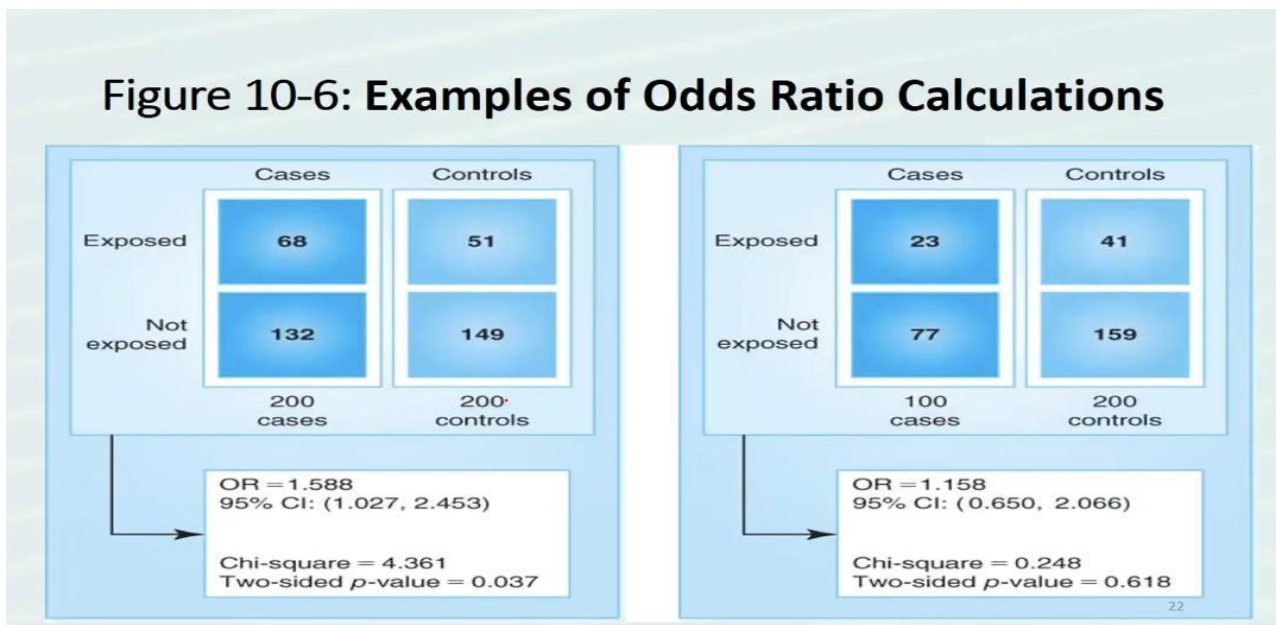 Figure 10-6: Examples of Odds Ratio Calculations
Cases Controls
Exposed 68 51
Not
exposed 132 149
200 200
cases controls
OR = 1.588
95% CI: (1.027, 2.453)
Chi-square = 4.361
Two-sided p-value = 0.037
Cases Controls
Exposed 23 41
Not
exposed 77 159
100 200
cases controls
OR = 1.158
95% CI: (0.650, 2.066)
Chi-square = 0.248
Two-sided p-value = 0.618
22